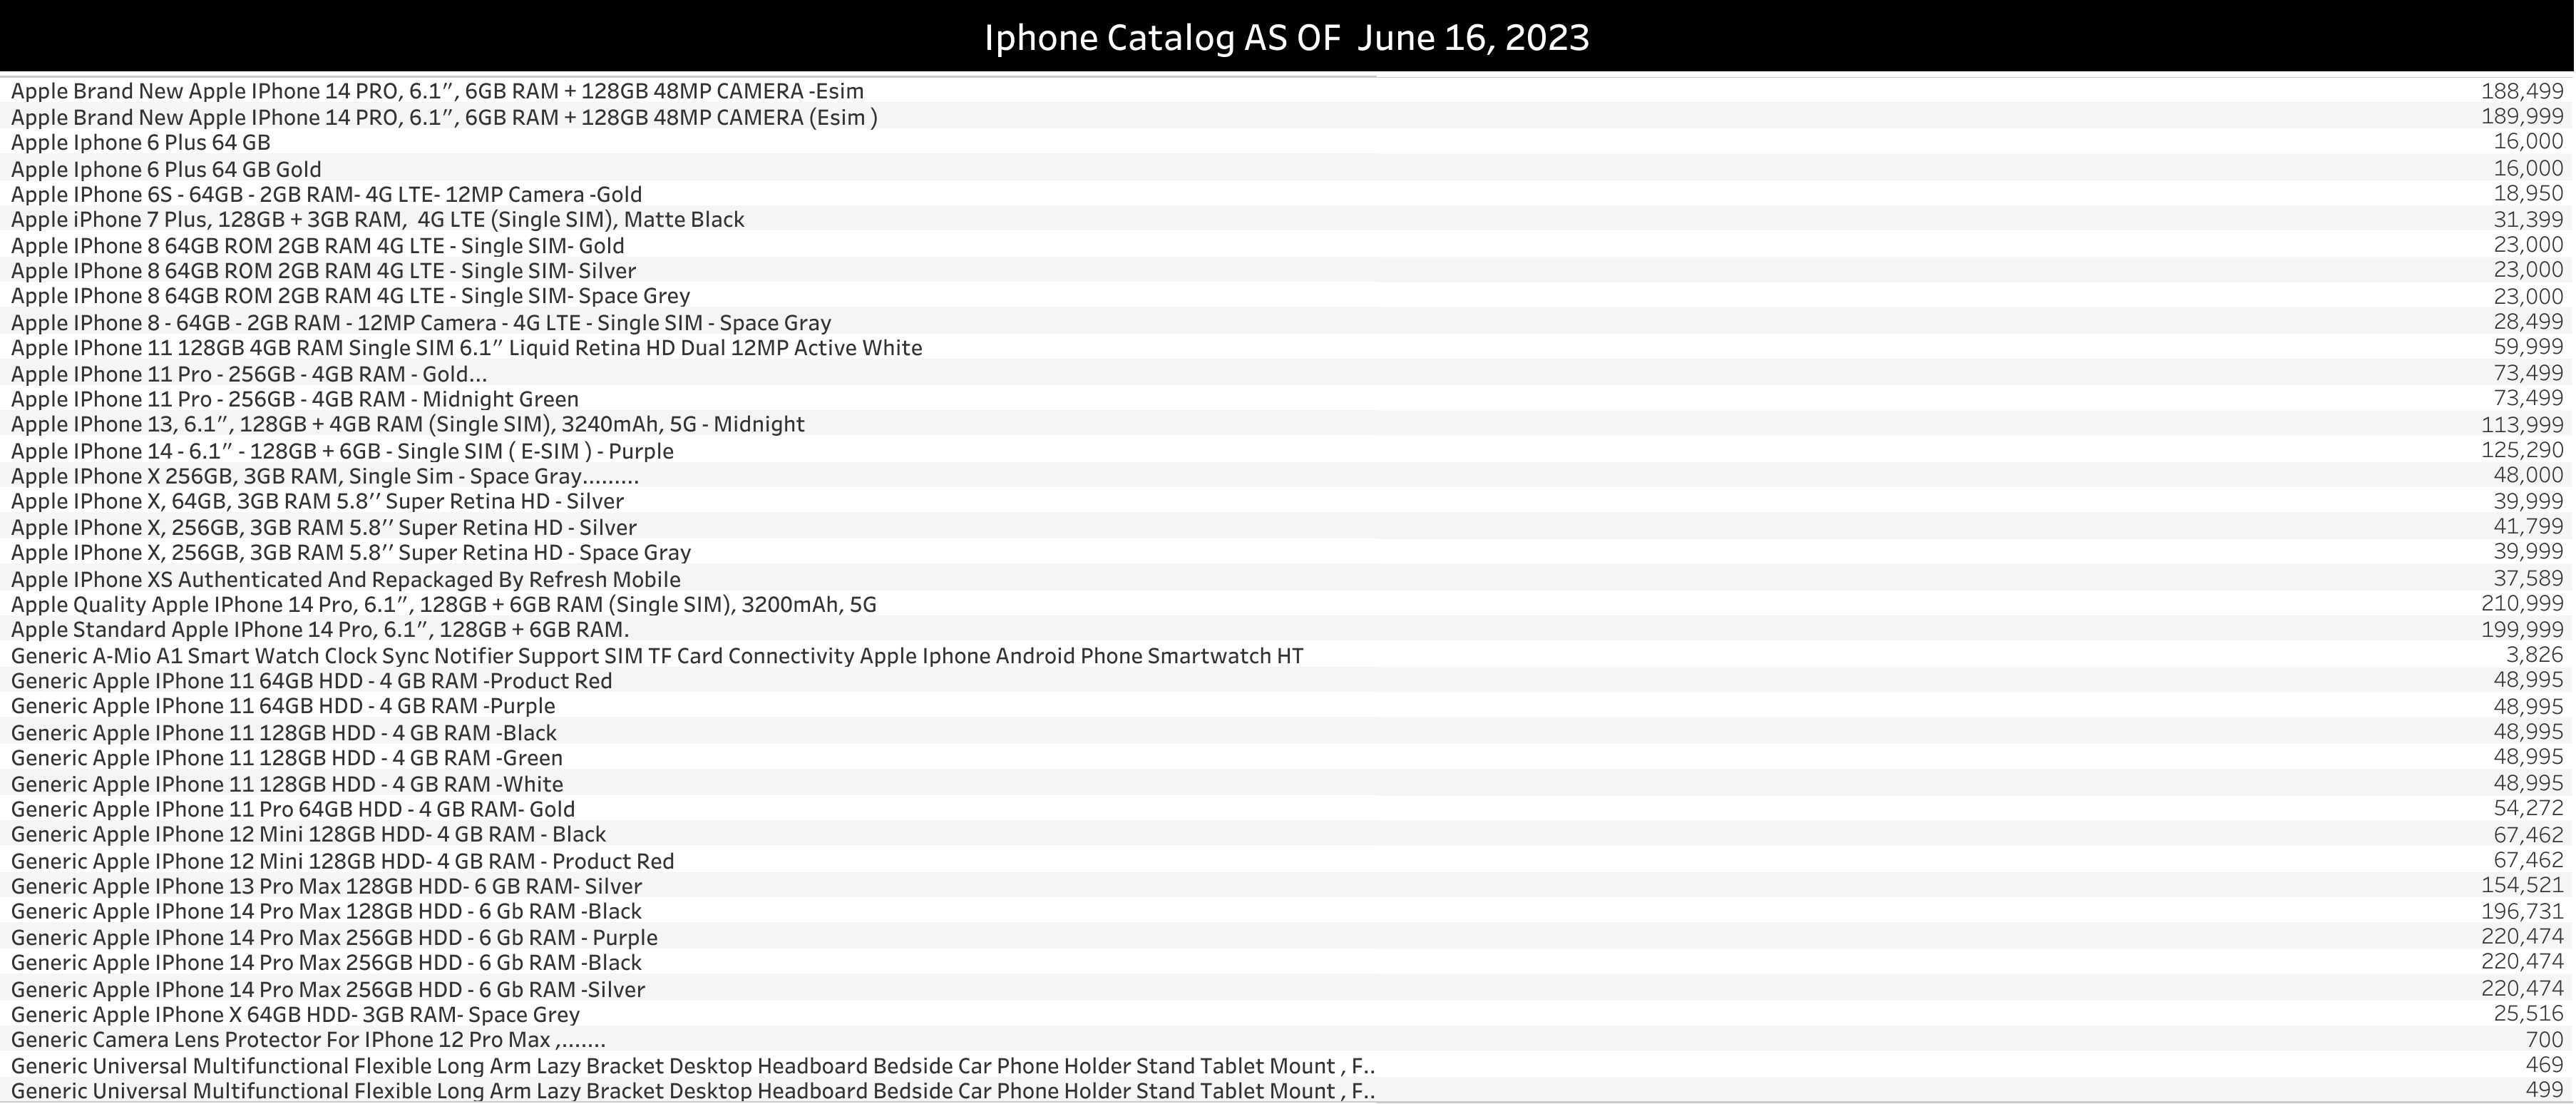 Iphone Catalog AS OF  June 16, 2023
Apple Brand New Apple IPhone 14 PRO, 6.1″, 6GB RAM + 128GB 48MP CAMERA -Esim 188,499
Apple Brand New Apple IPhone 14 PRO, 6.1″, 6GB RAM + 128GB 48MP CAMERA (Esim ) 189,999
Apple Iphone 6 Plus 64 GB 16,000
Apple Iphone 6 Plus 64 GB Gold 16,000
Apple IPhone 6S - 64GB - 2GB RAM- 4G LTE- 12MP Camera -Gold 18,950
Apple iPhone 7 Plus, 128GB + 3GB RAM,  4G LTE (Single SIM), Matte Black 31,399
Apple IPhone 8 64GB ROM 2GB RAM 4G LTE - Single SIM- Gold 23,000
Apple IPhone 8 64GB ROM 2GB RAM 4G LTE - Single SIM- Silver 23,000
Apple IPhone 8 64GB ROM 2GB RAM 4G LTE - Single SIM- Space Grey 23,000
Apple IPhone 8 - 64GB - 2GB RAM - 12MP Camera - 4G LTE - Single SIM - Space Gray 28,499
Apple IPhone 11 128GB 4GB RAM Single SIM 6.1″ Liquid Retina HD Dual 12MP Active White 59,999
Apple IPhone 11 Pro - 256GB - 4GB RAM - Gold... 73,499
Apple IPhone 11 Pro - 256GB - 4GB RAM - Midnight Green 73,499
Apple IPhone 13, 6.1″, 128GB + 4GB RAM (Single SIM), 3240mAh, 5G - Midnight 113,999
Apple IPhone 14 - 6.1″ - 128GB + 6GB - Single SIM ( E-SIM ) - Purple 125,290
Apple IPhone X 256GB, 3GB RAM, Single Sim - Space Gray......... 48,000
Apple IPhone X, 64GB, 3GB RAM 5.8′′ Super Retina HD - Silver 39,999
Apple IPhone X, 256GB, 3GB RAM 5.8′′ Super Retina HD - Silver 41,799
Apple IPhone X, 256GB, 3GB RAM 5.8′′ Super Retina HD - Space Gray 39,999
Apple IPhone XS Authenticated And Repackaged By Refresh Mobile 37,589
Apple Quality Apple IPhone 14 Pro, 6.1″, 128GB + 6GB RAM (Single SIM), 3200mAh, 5G 210,999
Apple Standard Apple IPhone 14 Pro, 6.1″, 128GB + 6GB RAM. 199,999
Generic A-Mio A1 Smart Watch Clock Sync Notifier Support SIM TF Card Connectivity Apple Iphone Android Phone Smartwatch HT 3,826
Generic Apple IPhone 11 64GB HDD - 4 GB RAM -Product Red 48,995
Generic Apple IPhone 11 64GB HDD - 4 GB RAM -Purple 48,995
Generic Apple IPhone 11 128GB HDD - 4 GB RAM -Black 48,995
Generic Apple IPhone 11 128GB HDD - 4 GB RAM -Green 48,995
Generic Apple IPhone 11 128GB HDD - 4 GB RAM -White 48,995
Generic Apple IPhone 11 Pro 64GB HDD - 4 GB RAM- Gold 54,272
Generic Apple IPhone 12 Mini 128GB HDD- 4 GB RAM - Black 67,462
Generic Apple IPhone 12 Mini 128GB HDD- 4 GB RAM - Product Red 67,462
Generic Apple IPhone 13 Pro Max 128GB HDD- 6 GB RAM- Silver 154,521
Generic Apple IPhone 14 Pro Max 128GB HDD - 6 Gb RAM -Black 196,731
Generic Apple IPhone 14 Pro Max 256GB HDD - 6 Gb RAM - Purple 220,474
Generic Apple IPhone 14 Pro Max 256GB HDD - 6 Gb RAM -Black 220,474
Generic Apple IPhone 14 Pro Max 256GB HDD - 6 Gb RAM -Silver 220,474
Generic Apple IPhone X 64GB HDD- 3GB RAM- Space Grey 25,516
Generic Camera Lens Protector For IPhone 12 Pro Max ,....... 700
Generic Universal Multifunctional Flexible Long Arm Lazy Bracket Desktop Headboard Bedside Car Phone Holder Stand Tablet Mount , F.. 469
Generic Universal Multifunctional Flexible Long Arm Lazy Bracket Desktop Headboard Bedside Car Phone Holder Stand Tablet Mount , F.. 499